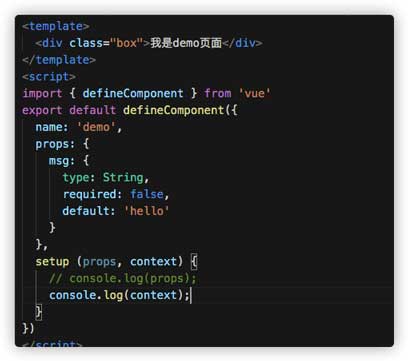 <template>
  <div class="box">我是demo页面</div>
</template>
<script>
import { defineComponent } from 'vue'
export default defineComponent({
  name: 'demo',
  props: {
    msg: {
      type: String,
      required: false,
      default: 'hello'
    }
  },
  setup (props, context) {
    // console.log(props);
    console.log(context);
  }
})
</script>